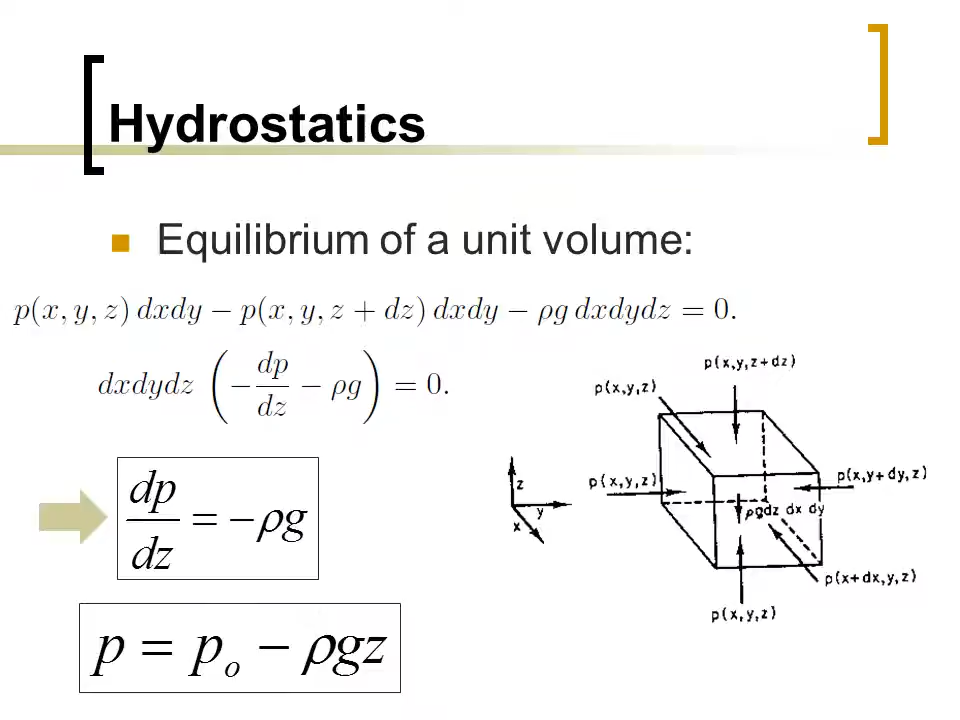 Hydrostatics
Equilibrium of a unit volume:
p(x, y, z) dxdy − p(x, y, z + dz) dxdy − ρg dxdydz = 0.
dxdydz (−dp/dz − ρg) = 0.
dp/dz = −ρg
p = pₒ − ρgz
p(x,y,z+dz)
p(x,y,z)
p(x,y,z)
p(x,y+dy,z)
z
y
x
ρgdz dx dy
p(x+dx,y,z)
p(x,y,z)